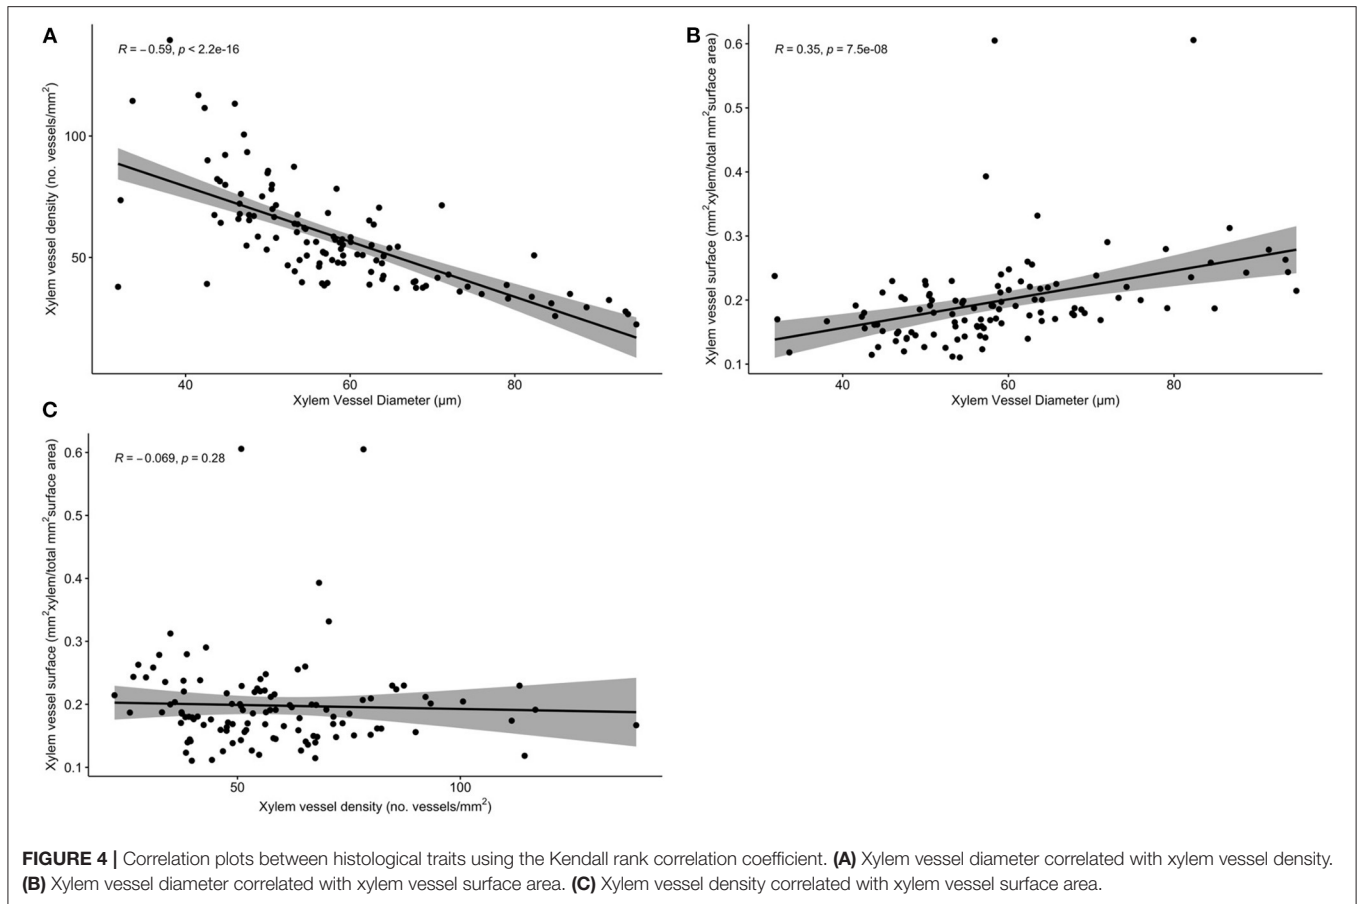 A
R = −0.59, p < 2.2e-16
Xylem vessel density (no. vessels/mm²)
100
50
40
60
80
Xylem Vessel Diameter (μm)
B
R = 0.35, p = 7.5e-08
Xylem vessel surface (mm²xylem/total mm²surface area)
0.6
0.5
0.4
0.3
0.2
0.1
40
60
80
Xylem Vessel Diameter (μm)
C
R = −0.069, p = 0.28
Xylem vessel surface (mm²xylem/total mm²surface area)
0.6
0.5
0.4
0.3
0.2
0.1
50
100
Xylem vessel density (no. vessels/mm²)
FIGURE 4 | Correlation plots between histological traits using the Kendall rank correlation coefficient. (A) Xylem vessel diameter correlated with xylem vessel density.
(B) Xylem vessel diameter correlated with xylem vessel surface area. (C) Xylem vessel density correlated with xylem vessel surface area.